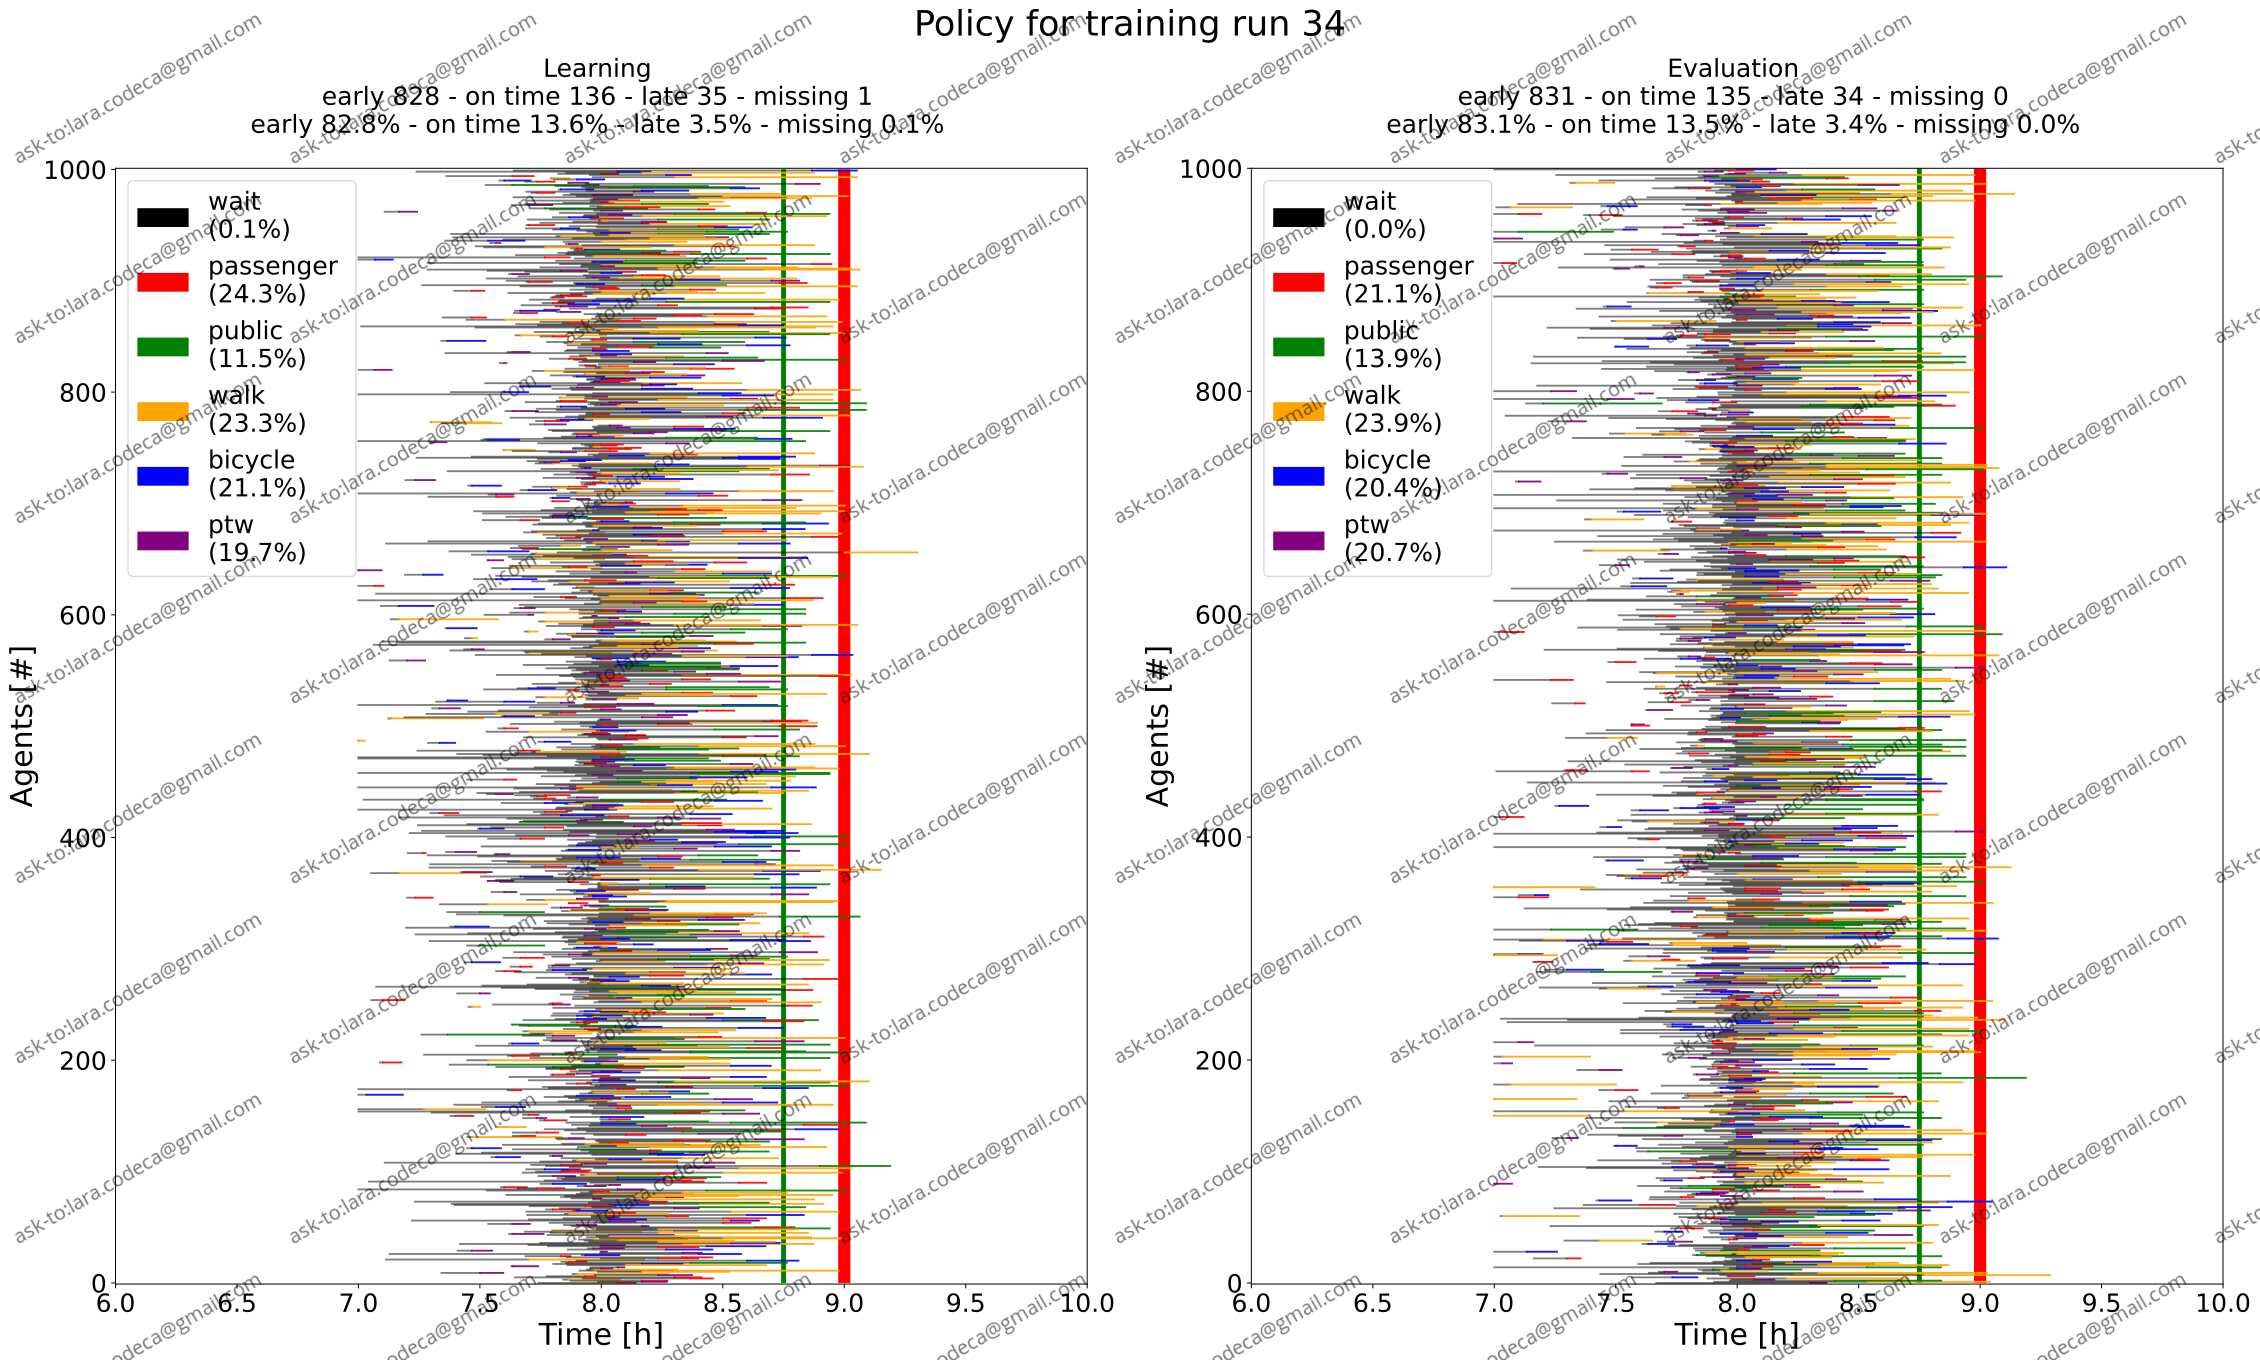 Policy for training run 34
Learning
early 828 - on time 136 - late 35 - missing 1
early 82.8% - on time 13.6% - late 3.5% - missing 0.1%
Evaluation
early 831 - on time 135 - late 34 - missing 0
early 83.1% - on time 13.5% - late 3.4% - missing 0.0%
wait
(0.1%)
passenger
(24.3%)
public
(11.5%)
walk
(23.3%)
bicycle
(21.1%)
ptw
(19.7%)
1000
800
600
400
200
0
Agents [#]
6.0 6.5 7.0 7.5 8.0 8.5 9.0 9.5 10.0
Time [h]
wait
(0.0%)
passenger
(21.1%)
public
(13.9%)
walk
(23.9%)
bicycle
(20.4%)
ptw
(20.7%)
1000
800
600
400
200
0
Agents [#]
6.0 6.5 7.0 7.5 8.0 8.5 9.0 9.5 10.0
Time [h]
ask-to:lara.codeca@gmail.com